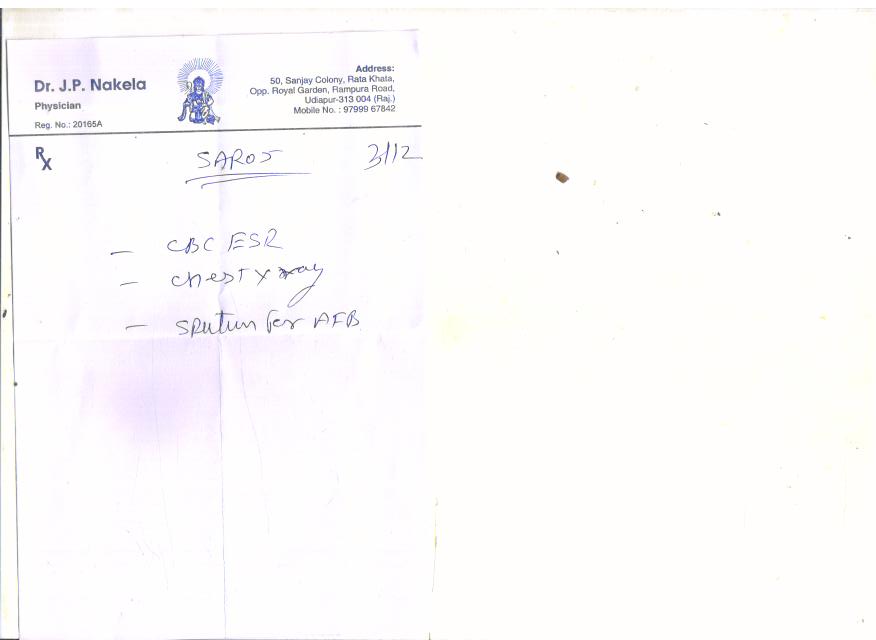 Dr. J.P. Nakela
Physician
Reg. No.: 20165A
Address:
50, Sanjay Colony, Rata Khata,
Opp. Royal Garden, Rampura Road,
Udiapur-313 004 (Raj.)
Mobile No. : 97999 67842
Rx
SAROJ
3/12
- CBC ESR
- chest x ray
- Sputum for AFB